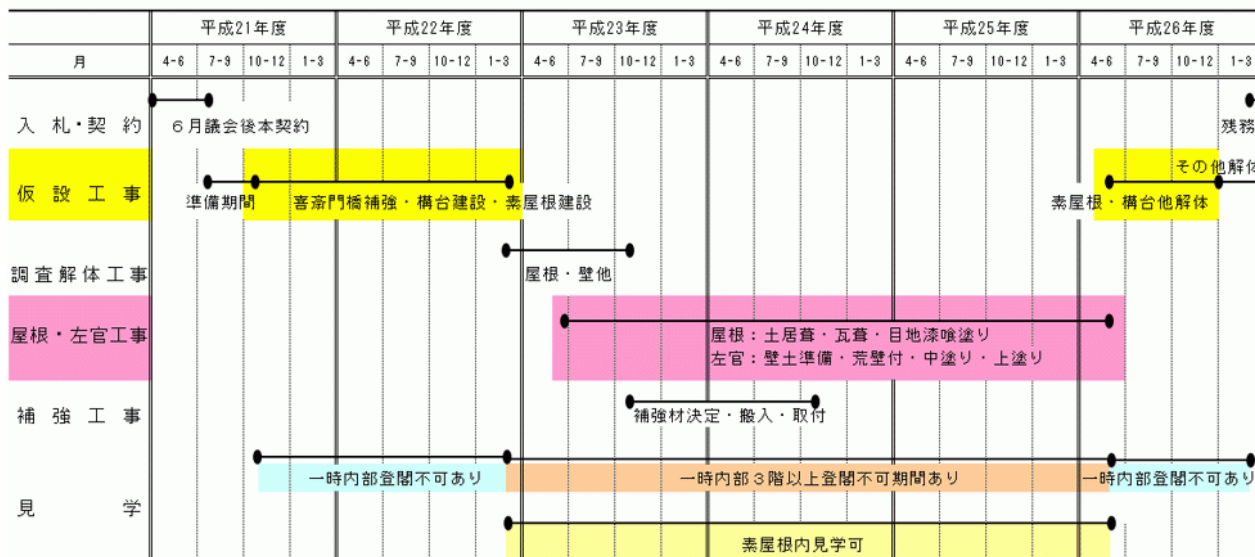 平成21年度 平成22年度 平成23年度 平成24年度 平成25年度 平成26年度
月 4-6 7-9 10-12 1-3 4-6 7-9 10-12 1-3 4-6 7-9 10-12 1-3 4-6 7-9 10-12 1-3 4-6 7-9 10-12 1-3 4-6 7-9 10-12 1-3
入札・契約 6月議会後本契約 残務
その他解体
仮設工事 準備期間 喜斎門橋補強・構台建設・素屋根建設 素屋根・構台他解体
調査解体工事 屋根・壁他
屋根・左官工事 屋根:土居葺・瓦葺・目地漆喰塗り
左官:壁土準備・荒壁付・中塗り・上塗り
補強工事 補強材決定・搬入・取付
一時内部登閣不可あり 一時内部3階以上登閣不可期間あり 一時内部登閣不可あり
見学
素屋根内見学可